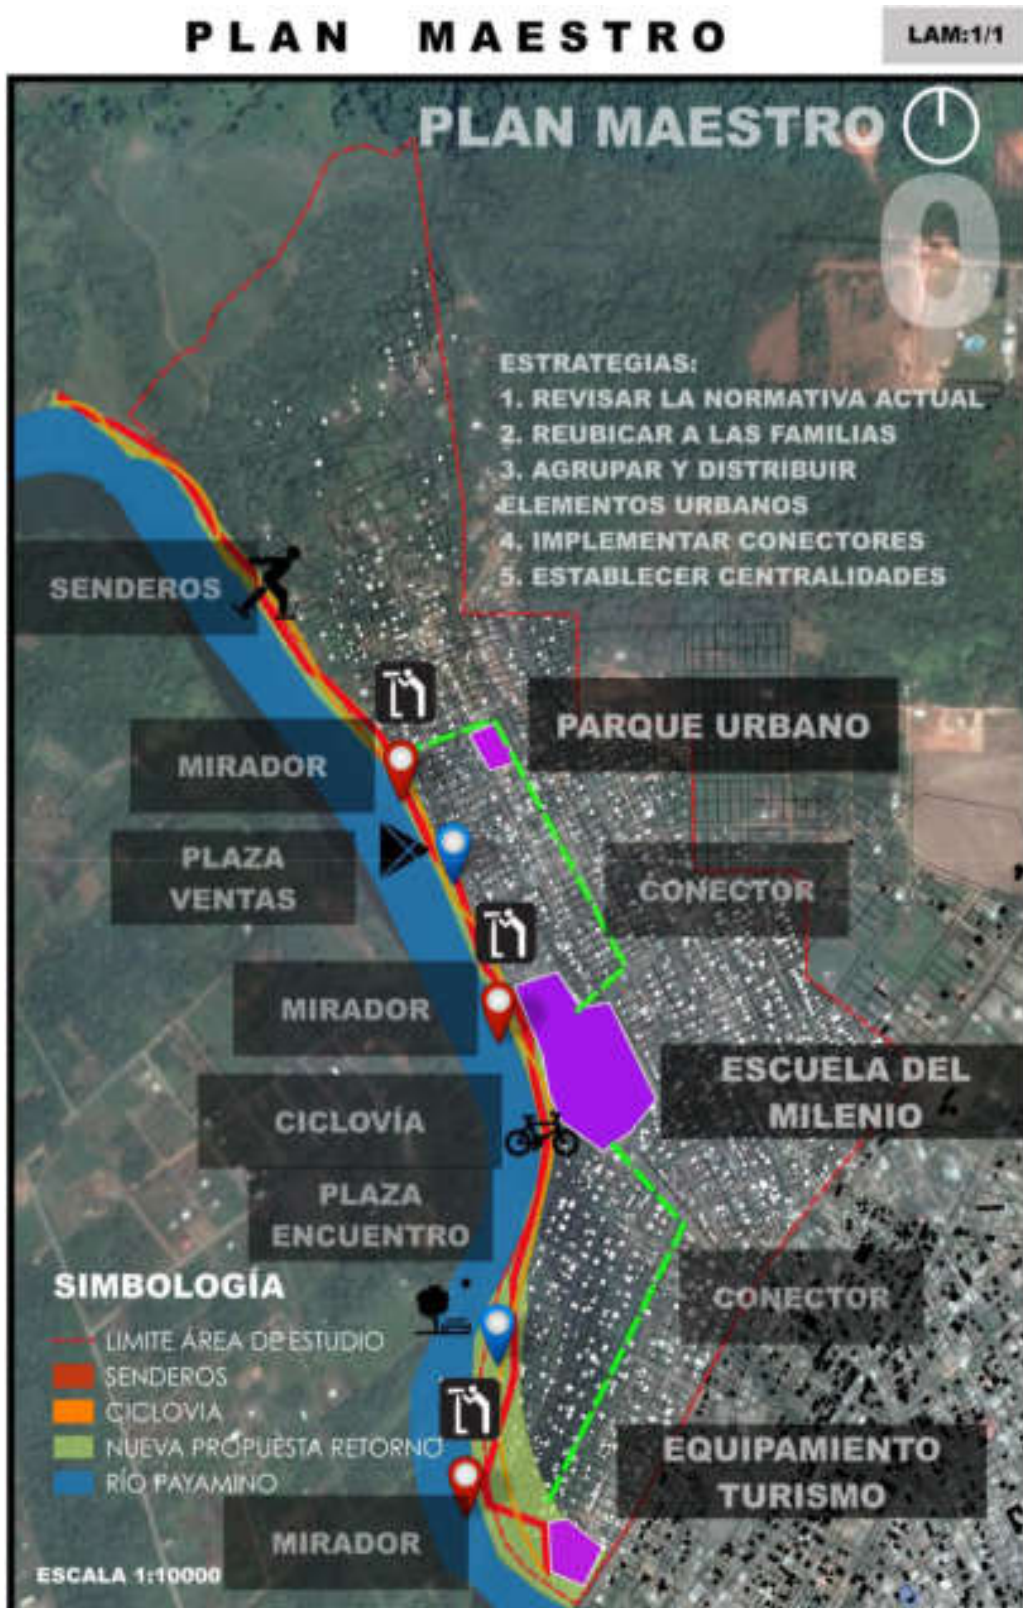 PLAN MAESTRO
LAM:1/1
PLAN MAESTRO
0
ESTRATEGIAS:
1. REVISAR LA NORMATIVA ACTUAL
2. REUBICAR A LAS FAMILIAS
3. AGRUPAR Y DISTRIBUIR
ELEMENTOS URBANOS
4. IMPLEMENTAR CONECTORES
5. ESTABLECER CENTRALIDADES
SENDEROS
PARQUE URBANO
MIRADOR
PLAZA
VENTAS
CONECTOR
MIRADOR
ESCUELA DEL
MILENIO
CICLOVÍA
PLAZA
ENCUENTRO
CONECTOR
SIMBOLOGÍA
LIMITE ÁREA DE ESTUDIO
SENDEROS
CICLOVIA
NUEVA PROPUESTA RETORNO
RÍO PAYAMINO
EQUIPAMIENTO
TURISMO
MIRADOR
ESCALA 1:10000